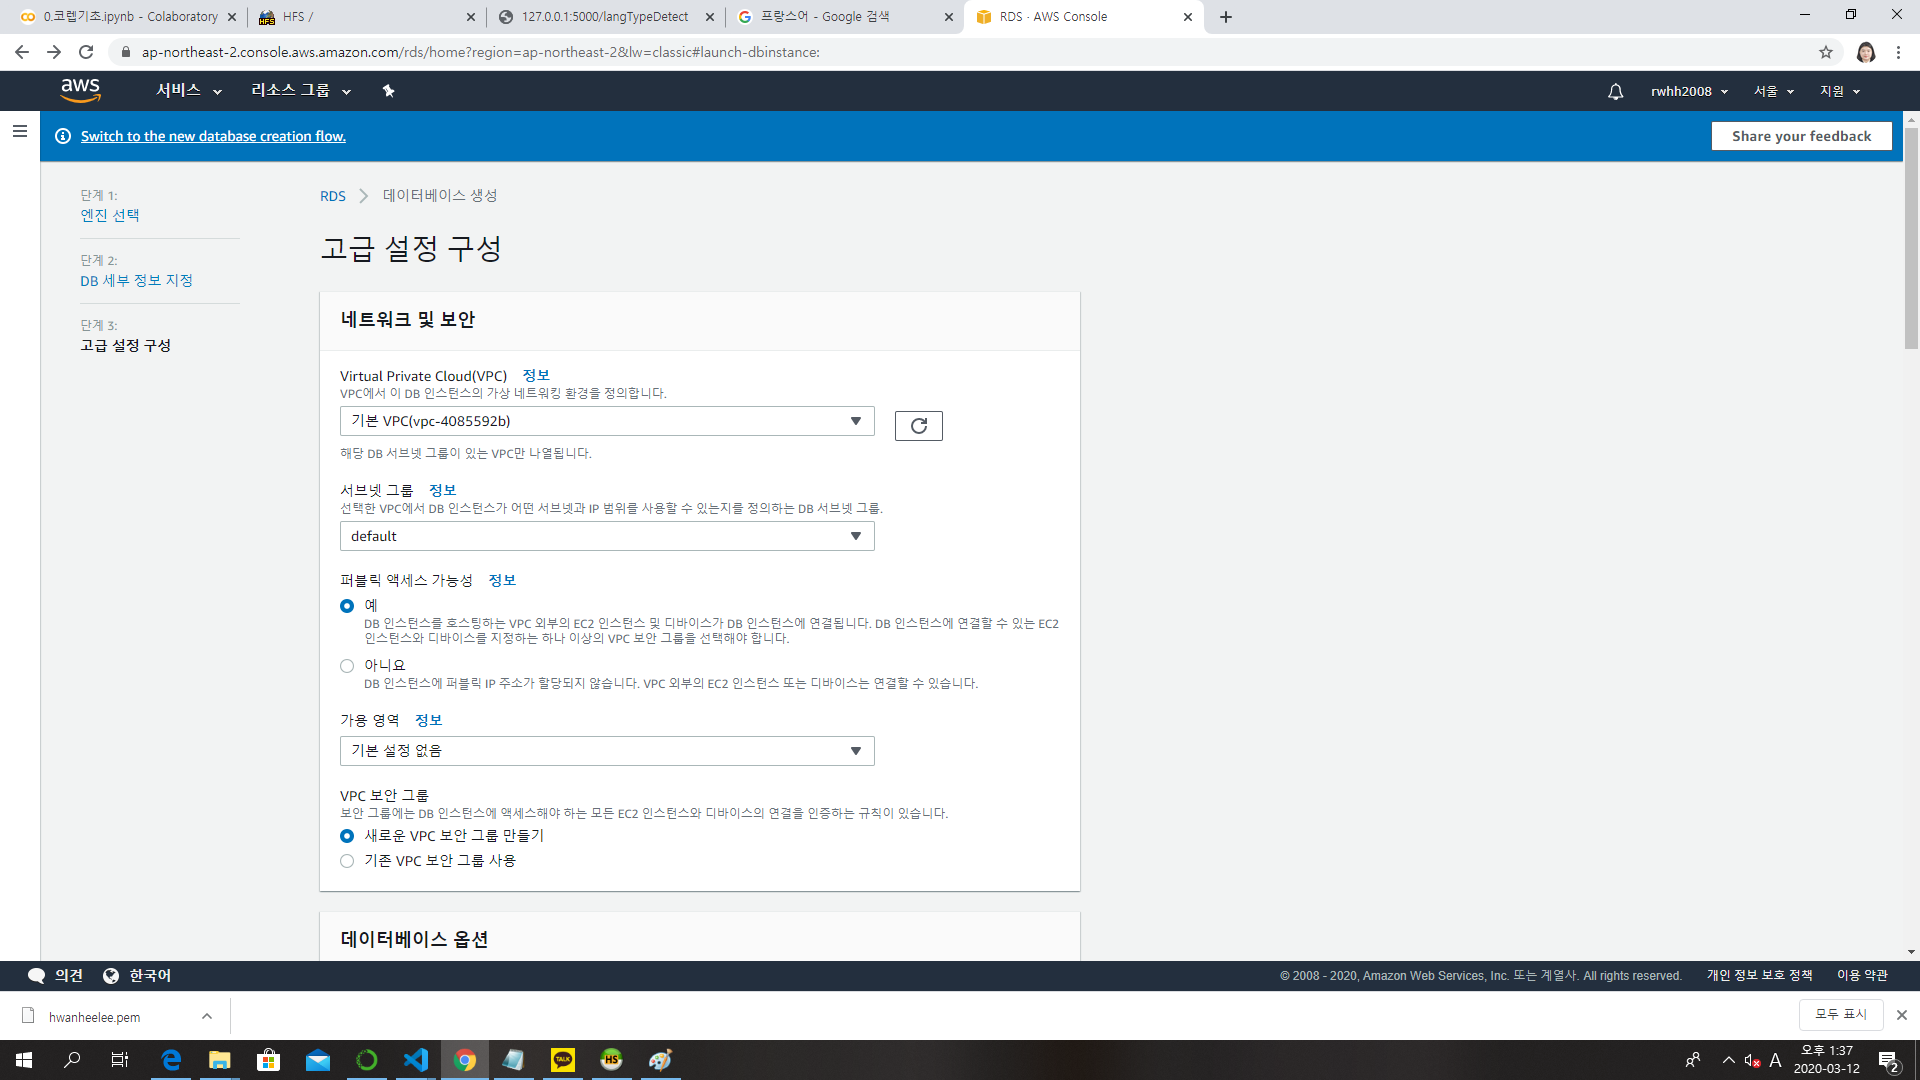 0.코렙기초.ipynb - Colaboratory
HFS /
127.0.0.1:5000/langTypeDetect
프랑스어 - Google 검색
RDS · AWS Console
ap-northeast-2.console.aws.amazon.com/rds/home?region=ap-northeast-2&lw=classic#launch-dbinstance:
aws
서비스
리소스 그룹
rwhh2008
서울
지원
Switch to the new database creation flow.
Share your feedback
단계 1:
엔진 선택
단계 2:
DB 세부 정보 지정
단계 3:
고급 설정 구성
RDS
데이터베이스 생성
고급 설정 구성
네트워크 및 보안
Virtual Private Cloud(VPC) 정보
VPC에서 이 DB 인스턴스의 가상 네트워킹 환경을 정의합니다.
기본 VPC(vpc-4085592b)
해당 DB 서브넷 그룹이 있는 VPC만 나열됩니다.
서브넷 그룹 정보
선택한 VPC에서 DB 인스턴스가 어떤 서브넷과 IP 범위를 사용할 수 있는지를 정의하는 DB 서브넷 그룹.
default
퍼블릭 액세스 가능성 정보
예
DB 인스턴스를 호스팅하는 VPC 외부의 EC2 인스턴스 및 디바이스가 DB 인스턴스에 연결됩니다. DB 인스턴스에 연결할 수 있는 EC2
인스턴스와 디바이스를 지정하는 하나 이상의 VPC 보안 그룹을 선택해야 합니다.
아니요
DB 인스턴스에 퍼블릭 IP 주소가 할당되지 않습니다. VPC 외부의 EC2 인스턴스 또는 디바이스는 연결할 수 있습니다.
가용 영역 정보
기본 설정 없음
VPC 보안 그룹
보안 그룹에는 DB 인스턴스에 액세스해야 하는 모든 EC2 인스턴스와 디바이스의 연결을 인증하는 규칙이 있습니다.
새로운 VPC 보안 그룹 만들기
기존 VPC 보안 그룹 사용
데이터베이스 옵션
의견
한국어
© 2008 - 2020, Amazon Web Services, Inc. 또는 계열사. All rights reserved.
개인 정보 보호 정책
이용 약관
hwanheelee.pem
모두 표시
TALK
HS
A
오후 1:37
2020-03-12
2